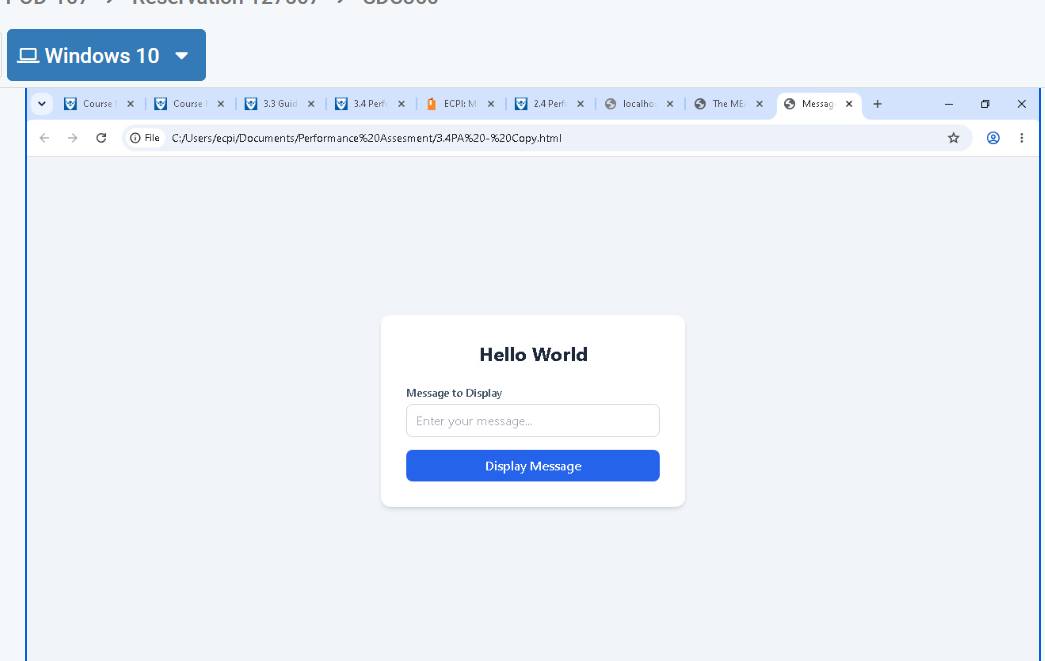 Windows 10
Course
Course
3.3 Guid
3.4 Perf
ECPI: M
2.4 Perf
localho
The ME
Messag
File
C:/Users/ecpi/Documents/Performance%20Assesment/3.4PA%20-%20Copy.html
Hello World
Message to Display
Enter your message...
Display Message